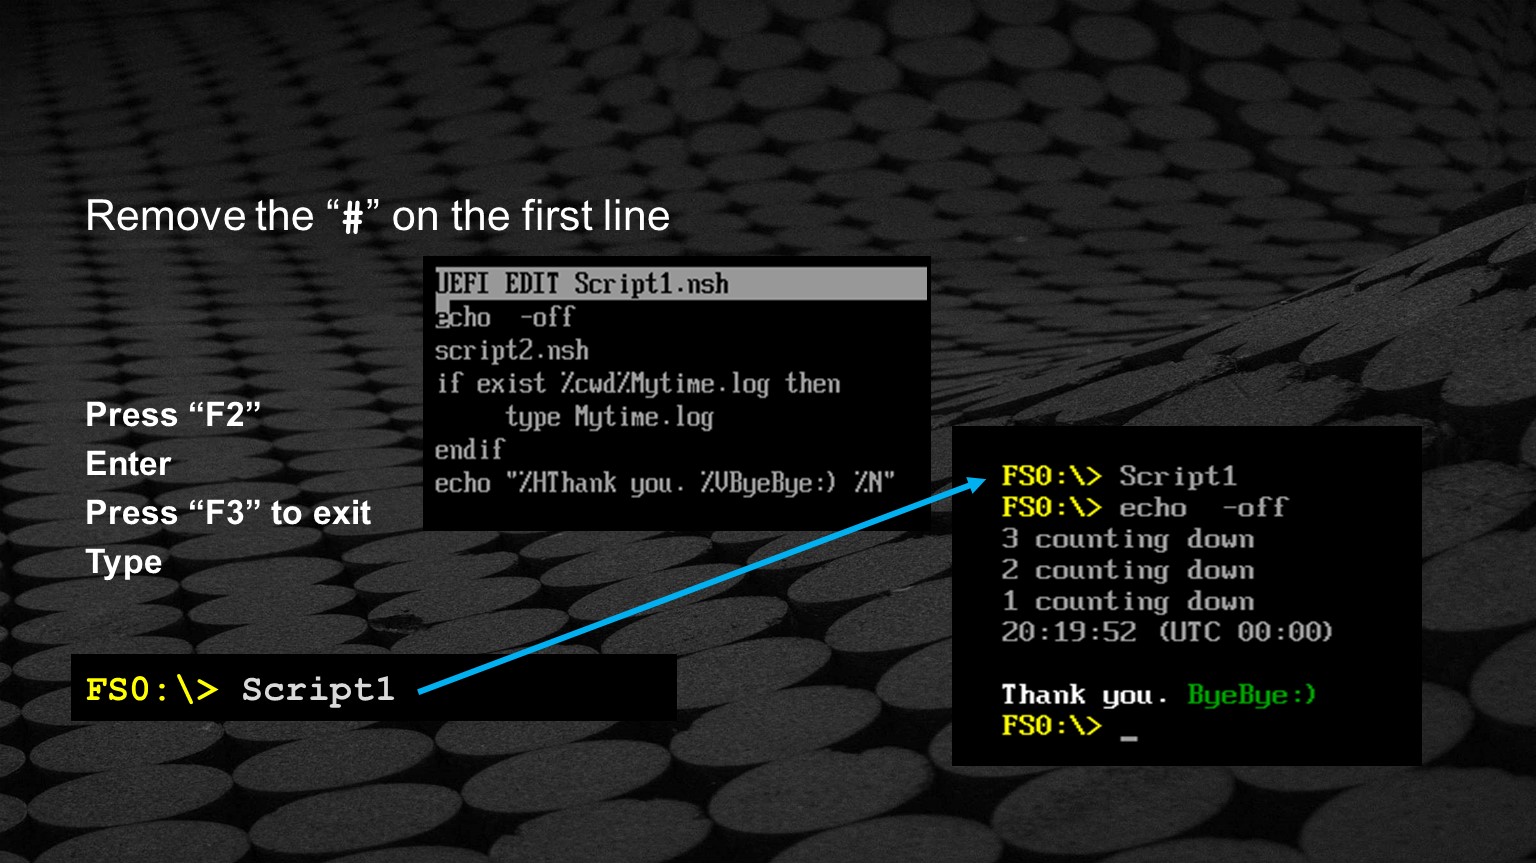 Remove the “#” on the first line
UEFI EDIT Script1.nsh
echo  -off
script2.nsh
if exist %cwd%Mytime.log then
     type Mytime.log
endif
echo "%HThank you. %VByeBye:) %N"
Press “F2”
Enter
Press “F3” to exit
Type
FS0:\> Script1
FS0:\> Script1
FS0:\> echo  -off
3 counting down
2 counting down
1 counting down
20:19:52 (UTC 00:00)
Thank you. ByeBye:)
FS0:\> _